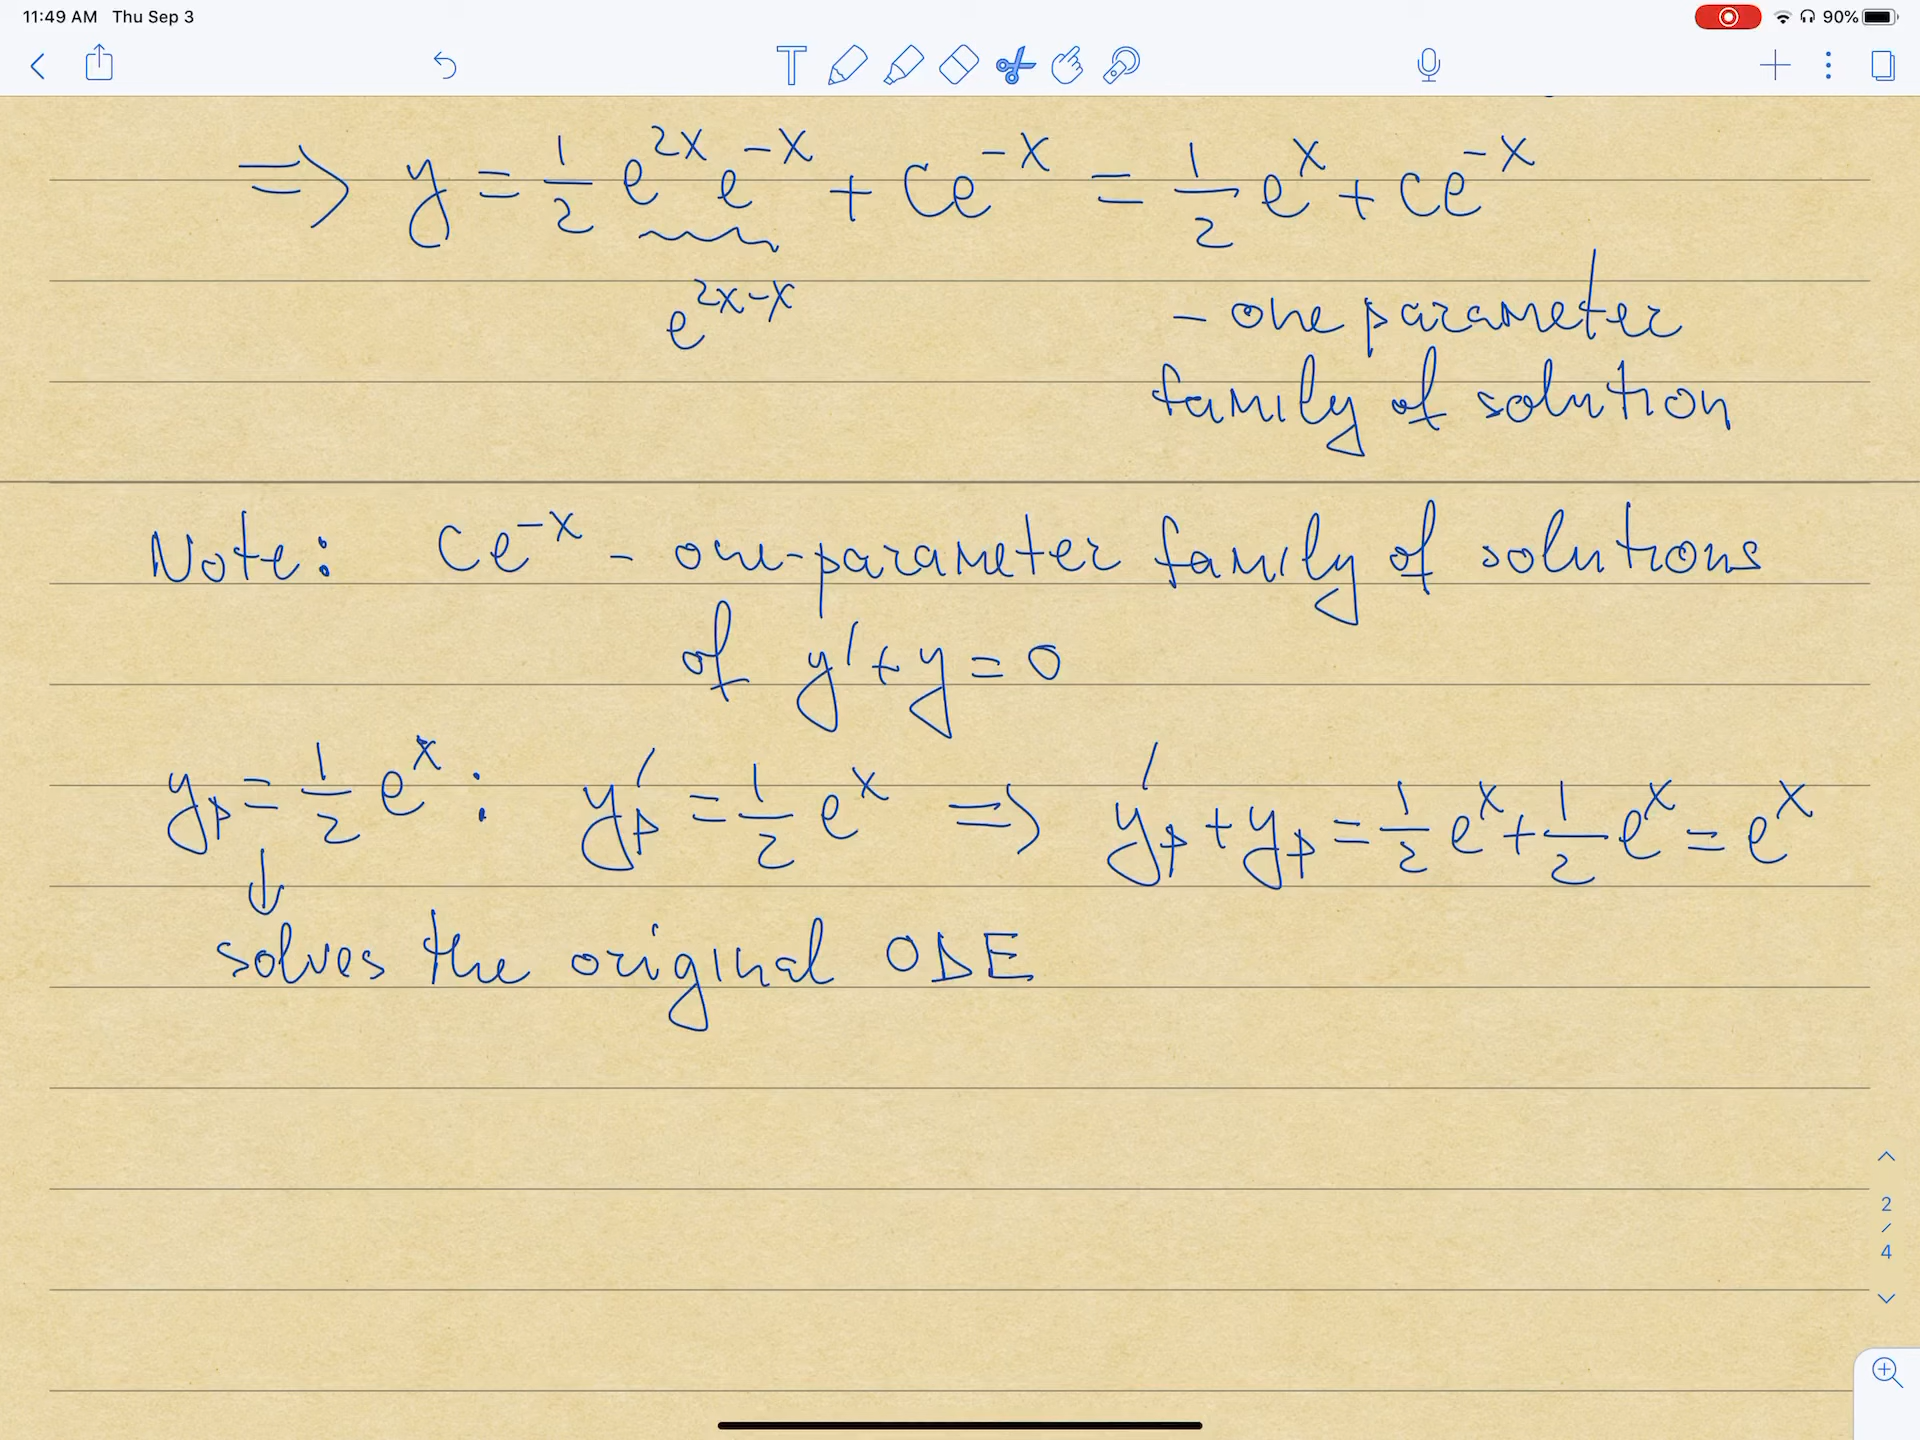 11:49 AM Thu Sep 3 90%
⇒ y = 1/2 e^{2x} e^{-x} + Ce^{-x} = 1/2 e^x + Ce^{-x}
e^{2x-x}
- one parameter
family of solution
Note: Ce^{-x} - one-parameter family of solutions
of y' + y = 0
y_p = 1/2 e^x : y_p' = 1/2 e^x ⇒ y_p' + y_p = 1/2 e^x + 1/2 e^x = e^x
↓
solves the original ODE
2
/
4